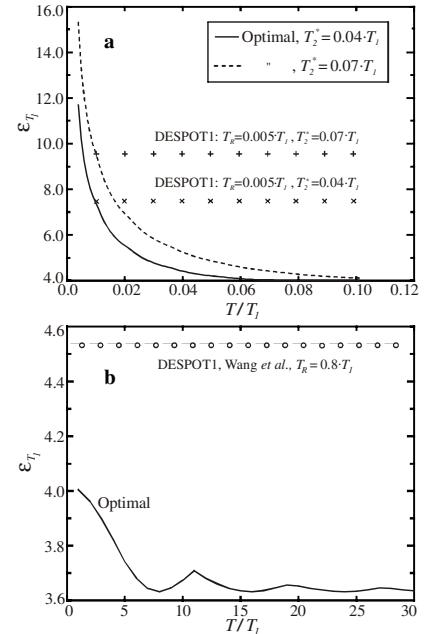 16.0
a
Optimal, T2* = 0.04·T1
" , T2* = 0.07·T1
14.0
12.0
10.0
DESPOT1: TR=0.005·T1, T2*=0.07·T1
8.0
DESPOT1: TR=0.005·T1, T2*=0.04·T1
6.0
4.0
εT1
0.0 0.02 0.04 0.06 0.08 0.10 0.12
T/T1
4.6
DESPOT1, Wang et al., TR = 0.8·T1
b
4.4
4.2
4.0
Optimal
3.8
3.6
εT1
0 5 10 15 20 25 30
T/T1